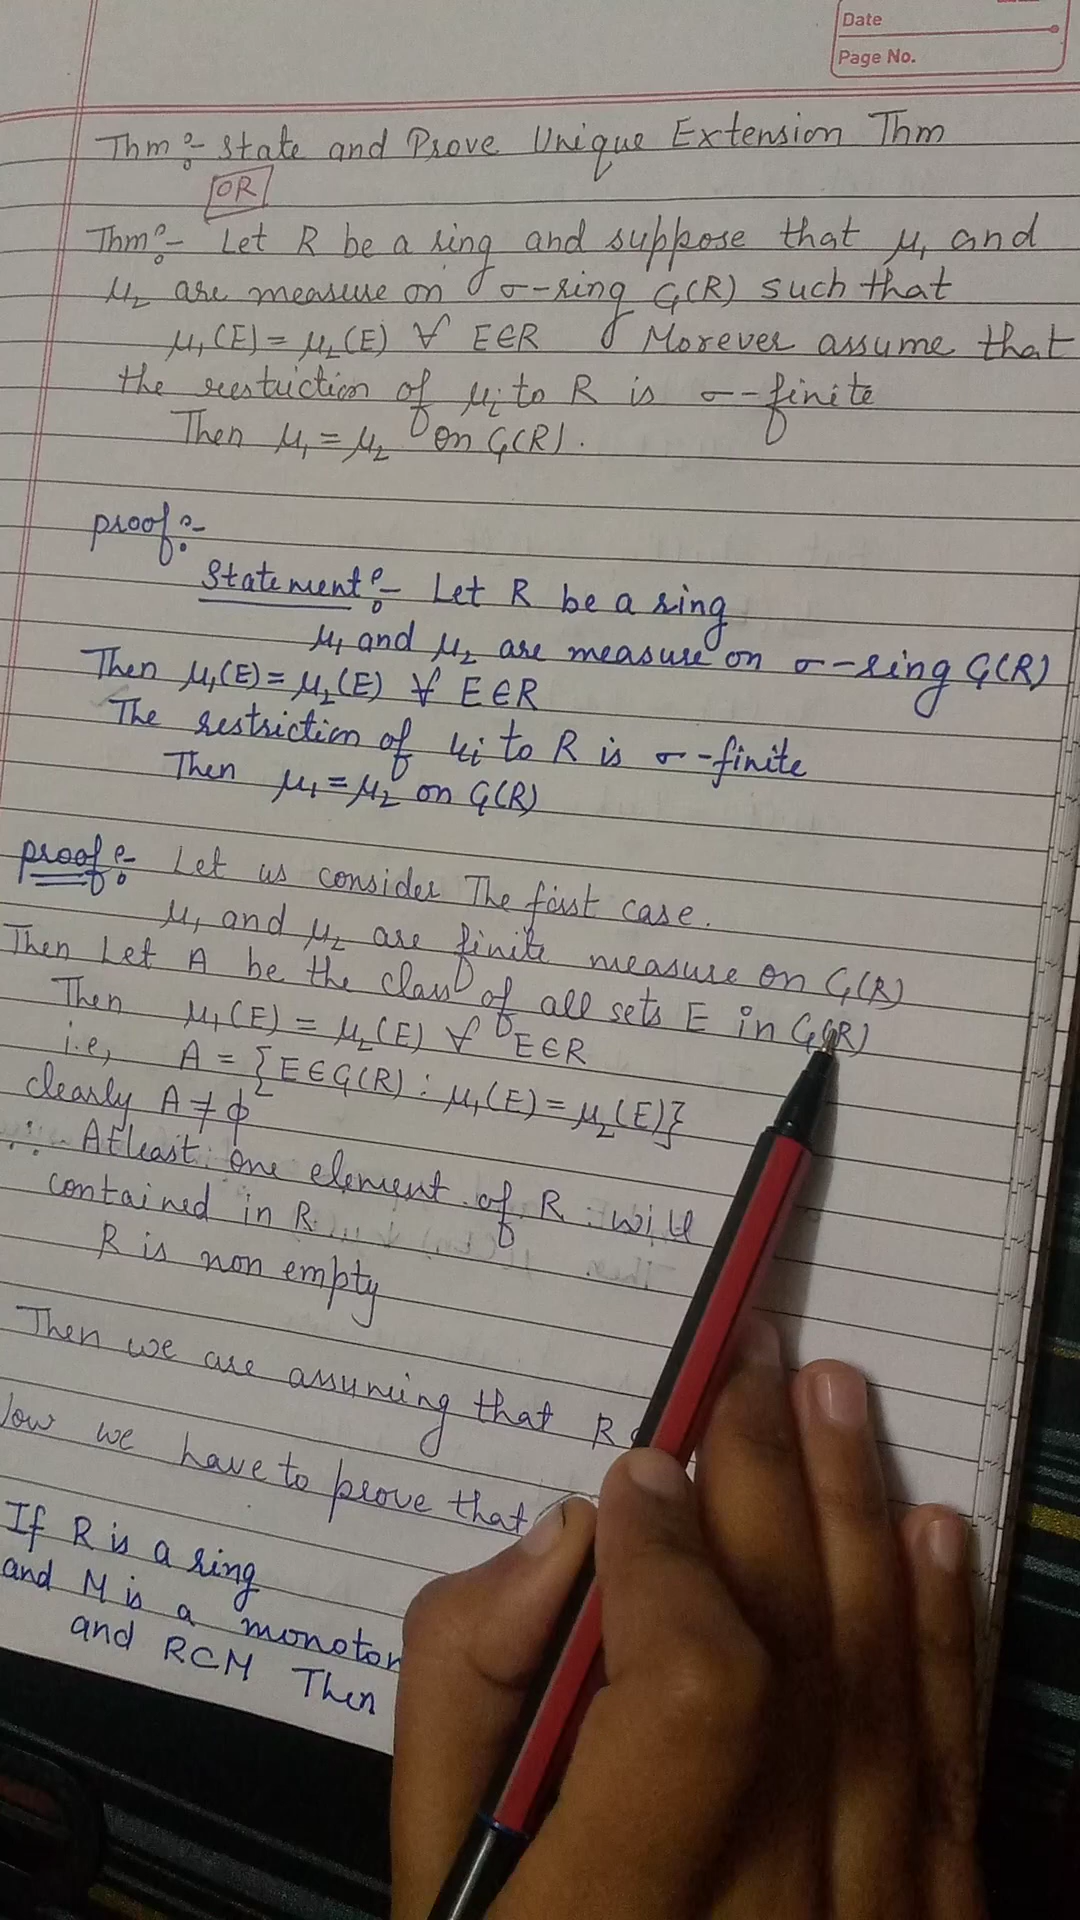 Date
Page No.
Thm:- State and Prove Unique Extension Thm
OR
Thm:- Let R be a ring and suppose that μ₁ and
μ₂ are measure on σ-ring G(R) such that
μ₁(E) = μ₂(E) ∀ E∈R Morever assume that
the restriction of μi to R is σ-finite
Then μ₁ = μ₂ on G(R).
proof:-
Statement:- Let R be a ring
μ₁ and μ₂ are measure on σ-ring G(R)
Then μ₁(E) = μ₂(E) ∀ E∈R
The restriction of μi to R is σ-finite
Then μ₁ = μ₂ on G(R)
proof:- Let us consider The first case.
μ₁ and μ₂ are finite measure on G(R)
Then Let A be the class of all sets E in G(R)
Then μ₁(E) = μ₂(E) ∀ E∈R
i.e, A = {E∈G(R) : μ₁(E) = μ₂(E)}
clearly A ≠ ϕ
∴ Atleast one element of R will
contained in R
R is non empty
Then we are assuming that R
Now we have to prove that
If R is a ring
and M is a monoton
and R⊂M Then